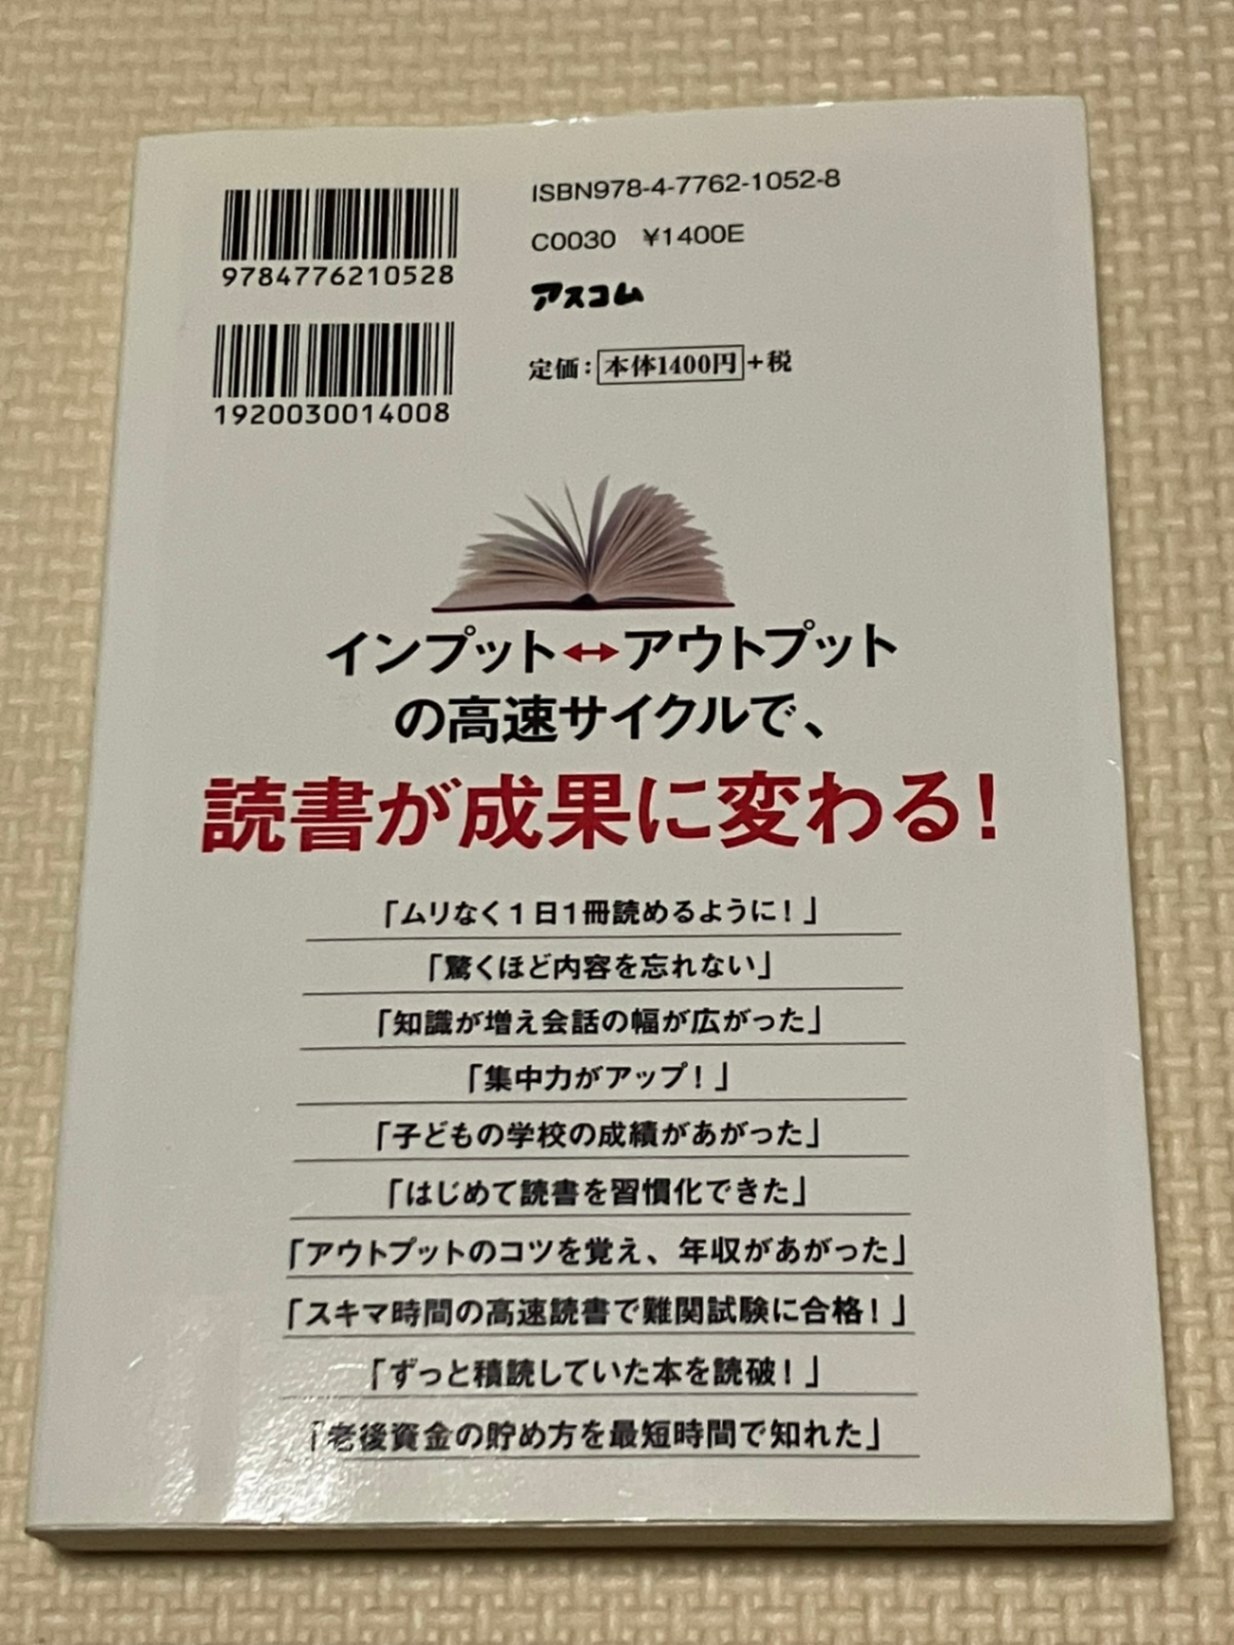 ISBN978-4-7762-1052-8
C0030 ¥1400E
アスコム
定価：本体1400円+税
9784776210528
1920030014008
インプット↔アウトプット
の高速サイクルで、
読書が成果に変わる！
「ムリなく1日1冊読めるように！」
「驚くほど内容を忘れない」
「知識が増え会話の幅が広がった」
「集中力がアップ！」
「子どもの学校の成績があがった」
「はじめて読書を習慣化できた」
「アウトプットのコツを覚え、年収があがった」
「スキマ時間の高速読書で難関試験に合格！」
「ずっと積読していた本を読破！」
「老後資金の貯め方を最短時間で知れた」